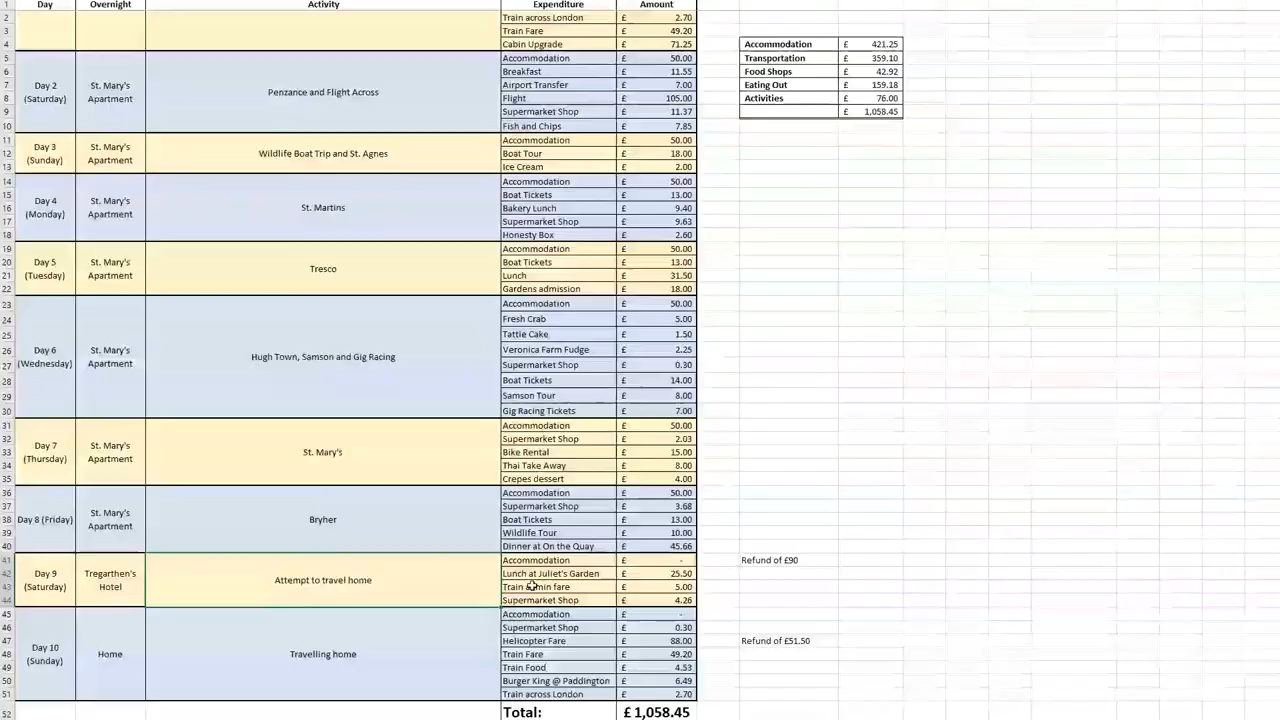 1 Day Overnight Activity Expenditure Amount
2 Train across London £ 2.70
3 Train Fare £ 49.20
4 Cabin Upgrade £ 71.25 Accommodation £ 421.25
5 Accommodation £ 50.00 Transportation £ 359.10
6 Breakfast £ 11.55 Food Shops £ 42.92
7 Day 2 (Saturday) St. Mary's Apartment Penzance and Flight Across Airport Transfer £ 7.00 Eating Out £ 159.18
8 Flight £ 105.00 Activities £ 76.00
9 Supermarket Shop £ 11.37 £ 1,058.45
10 Fish and Chips £ 7.85
11 Accommodation £ 50.00
12 Day 3 (Sunday) St. Mary's Apartment Wildlife Boat Trip and St. Agnes Boat Tour £ 18.00
13 Ice Cream £ 2.00
14 Accommodation £ 50.00
15 Boat Tickets £ 13.00
16 Day 4 (Monday) St. Mary's Apartment St. Martins Bakery Lunch £ 9.40
17 Supermarket Shop £ 9.63
18 Honesty Box £ 2.60
19 Accommodation £ 50.00
20 Day 5 (Tuesday) St. Mary's Apartment Tresco Boat Tickets £ 13.00
21 Lunch £ 31.50
22 Gardens admission £ 18.00
23 Accommodation £ 50.00
24 Fresh Crab £ 5.00
25 Tattie Cake £ 1.50
26 Day 6 (Wednesday) St. Mary's Apartment Hugh Town, Samson and Gig Racing Veronica Farm Fudge £ 2.25
27 Supermarket Shop £ 0.30
28 Boat Tickets £ 14.00
29 Samson Tour £ 8.00
30 Gig Racing Tickets £ 7.00
31 Accommodation £ 50.00
32 Supermarket Shop £ 2.03
33 Day 7 (Thursday) St. Mary's Apartment St. Mary's Bike Rental £ 15.00
34 Thai Take Away £ 8.00
35 Crepes dessert £ 4.00
36 Accommodation £ 50.00
37 Supermarket Shop £ 3.68
38 Day 8 (Friday) St. Mary's Apartment Bryher Boat Tickets £ 13.00
39 Wildlife Tour £ 10.00
40 Dinner at On the Quay £ 45.66
41 Accommodation £ - Refund of £90
42 Day 9 (Saturday) Tregarthen's Hotel Attempt to travel home Lunch at Juliet's Garden £ 25.50
43 Train admin fare £ 5.00
44 Supermarket Shop £ 4.26
45 Accommodation £ -
46 Supermarket Shop £ 0.30
47 Helicopter Fare £ 88.00 Refund of £51.50
48 Day 10 (Sunday) Home Travelling home Train Fare £ 49.20
49 Train Food £ 4.53
50 Burger King @ Paddington £ 6.49
51 Train across London £ 2.70
52 Total: £ 1,058.45